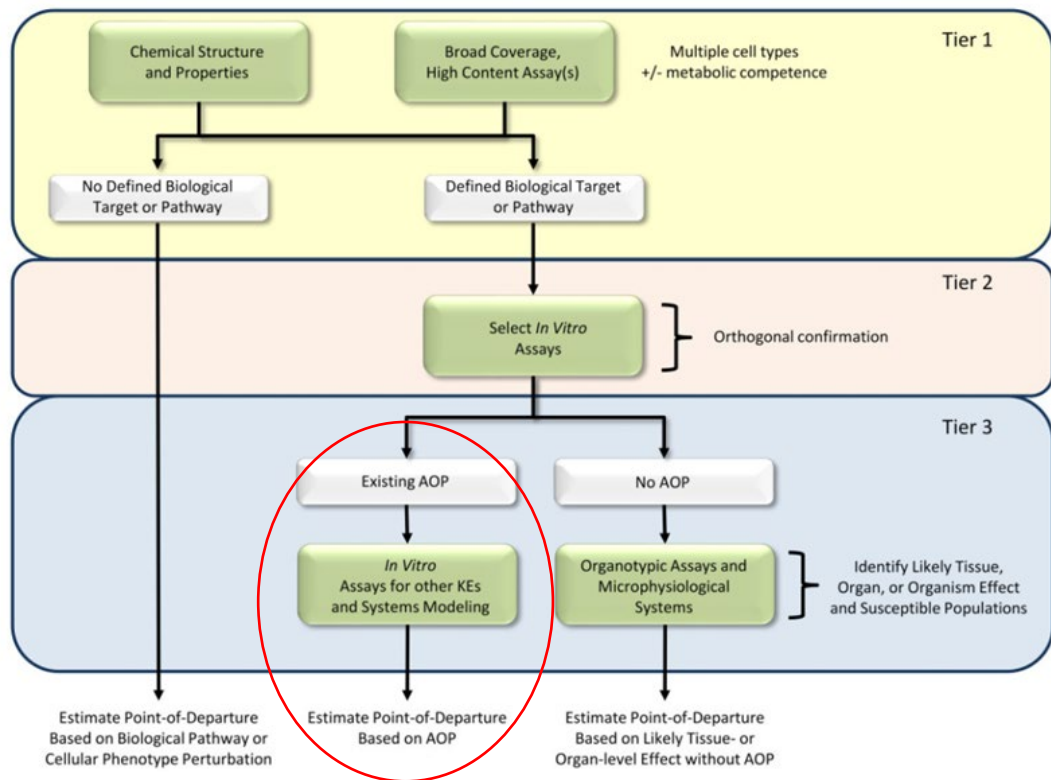 Tier 1
Chemical Structure
and Properties
Broad Coverage,
High Content Assay(s)
Multiple cell types
+/- metabolic competence
No Defined Biological
Target or Pathway
Defined Biological Target
or Pathway
Tier 2
Select In Vitro
Assays
Orthogonal confirmation
Tier 3
Existing AOP
No AOP
In Vitro
Assays for other KEs
and Systems Modeling
Organotypic Assays and
Microphysiological
Systems
Identify Likely Tissue,
Organ, or Organism Effect
and Susceptible Populations
Estimate Point-of-Departure
Based on Biological Pathway or
Cellular Phenotype Perturbation
Estimate Point-of-Departure
Based on AOP
Estimate Point-of-Departure
Based on Likely Tissue- or
Organ-level Effect without AOP